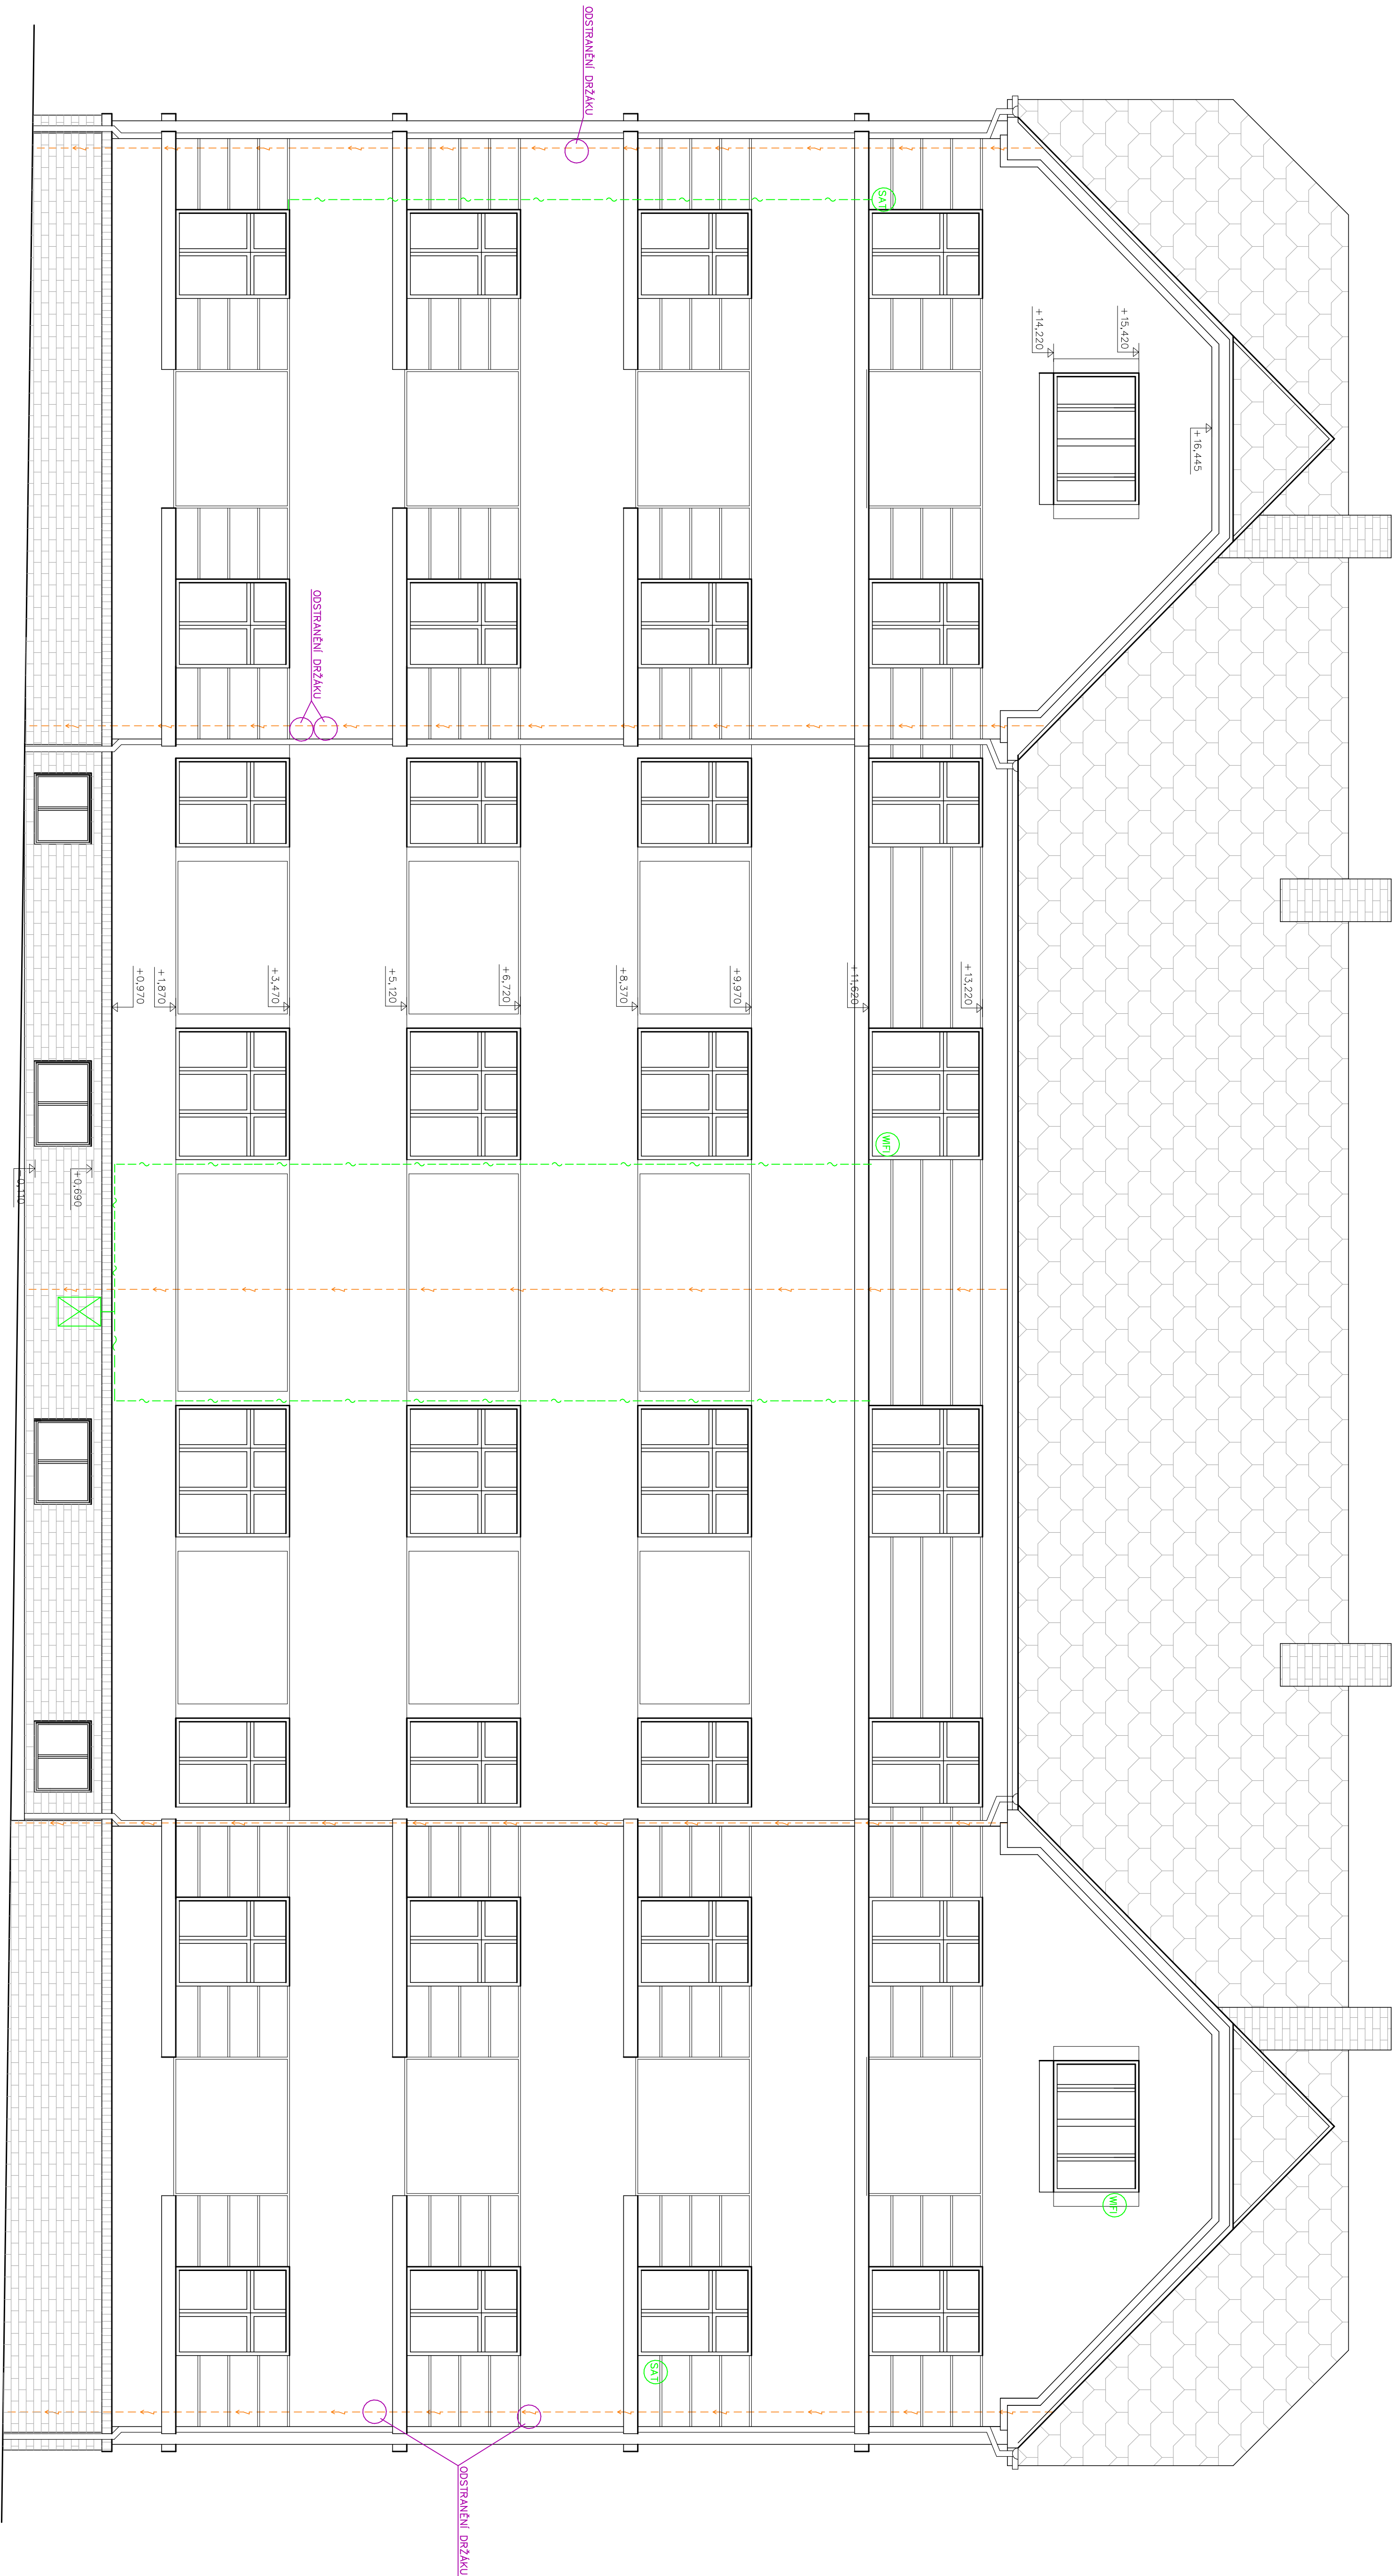 ODSTRANĚNÍ DRŽÁKU
SAT
+15,420
+14,220
+16,445
ODSTRANĚNÍ DRŽÁKU
+13,220
+11,620
+9,970
+8,370
+6,720
+5,120
+3,470
+1,870
+0,970
WIFI
+0,690
+0,110
WIFI
SAT
ODSTRANĚNÍ DRŽÁKU